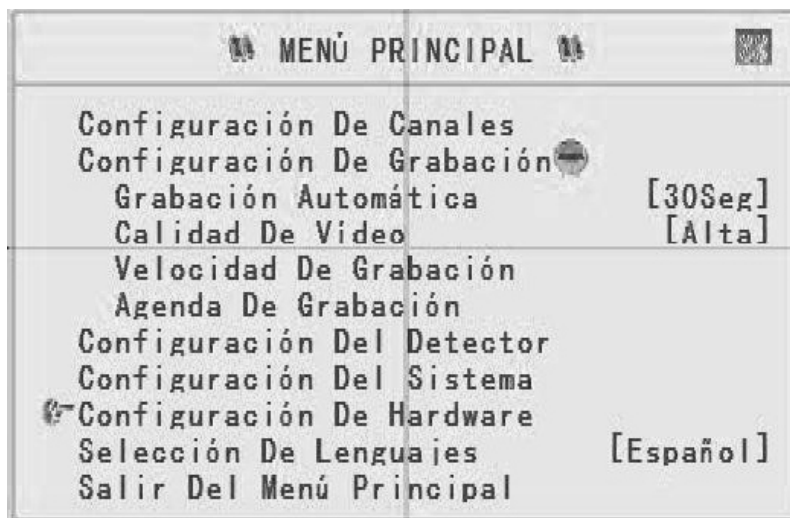 MENÚ PRINCIPAL
Configuración De Canales
Configuración De Grabación
Grabación Automática [30Seg]
Calidad De Vídeo [Alta]
Velocidad De Grabación
Agenda De Grabación
Configuración Del Detector
Configuración Del Sistema
Configuración De Hardware
Selección De Lenguajes [Español]
Salir Del Menú Principal